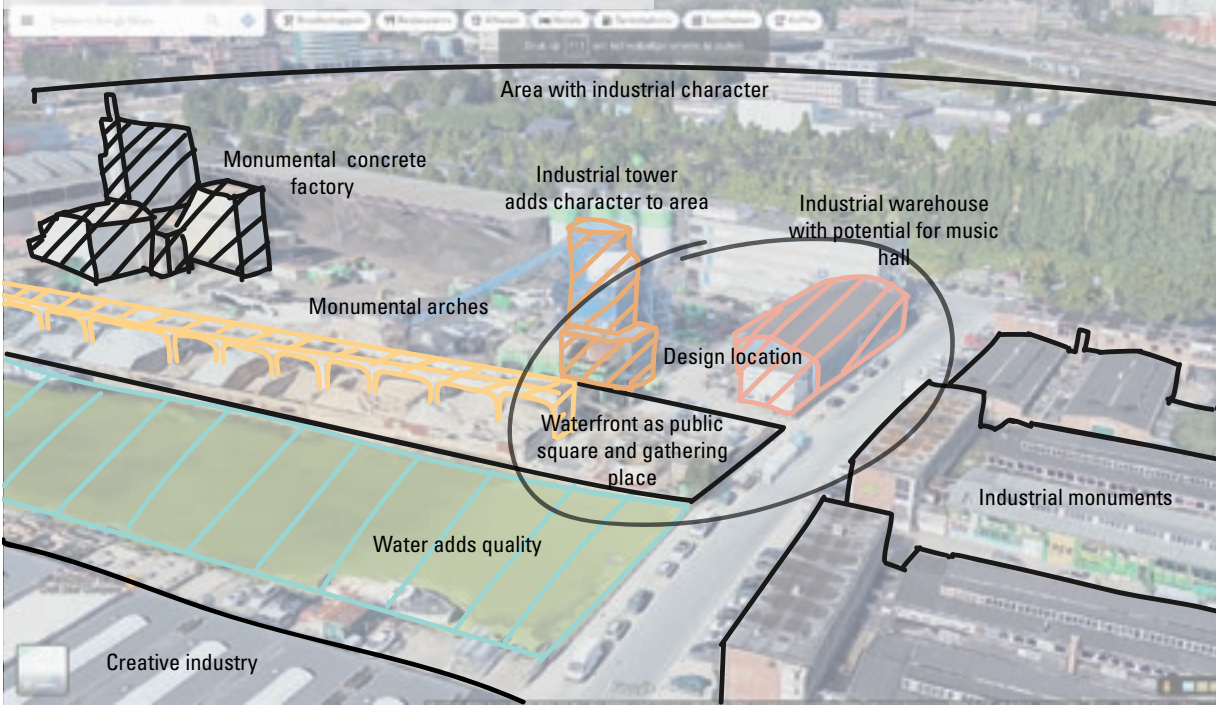 Area with industrial character
Monumental concrete
factory
Industrial tower
adds character to area
Industrial warehouse
with potential for music
hall
Monumental arches
Design location
Waterfront as public
square and gathering
place
Industrial monuments
Water adds quality
Creative industry